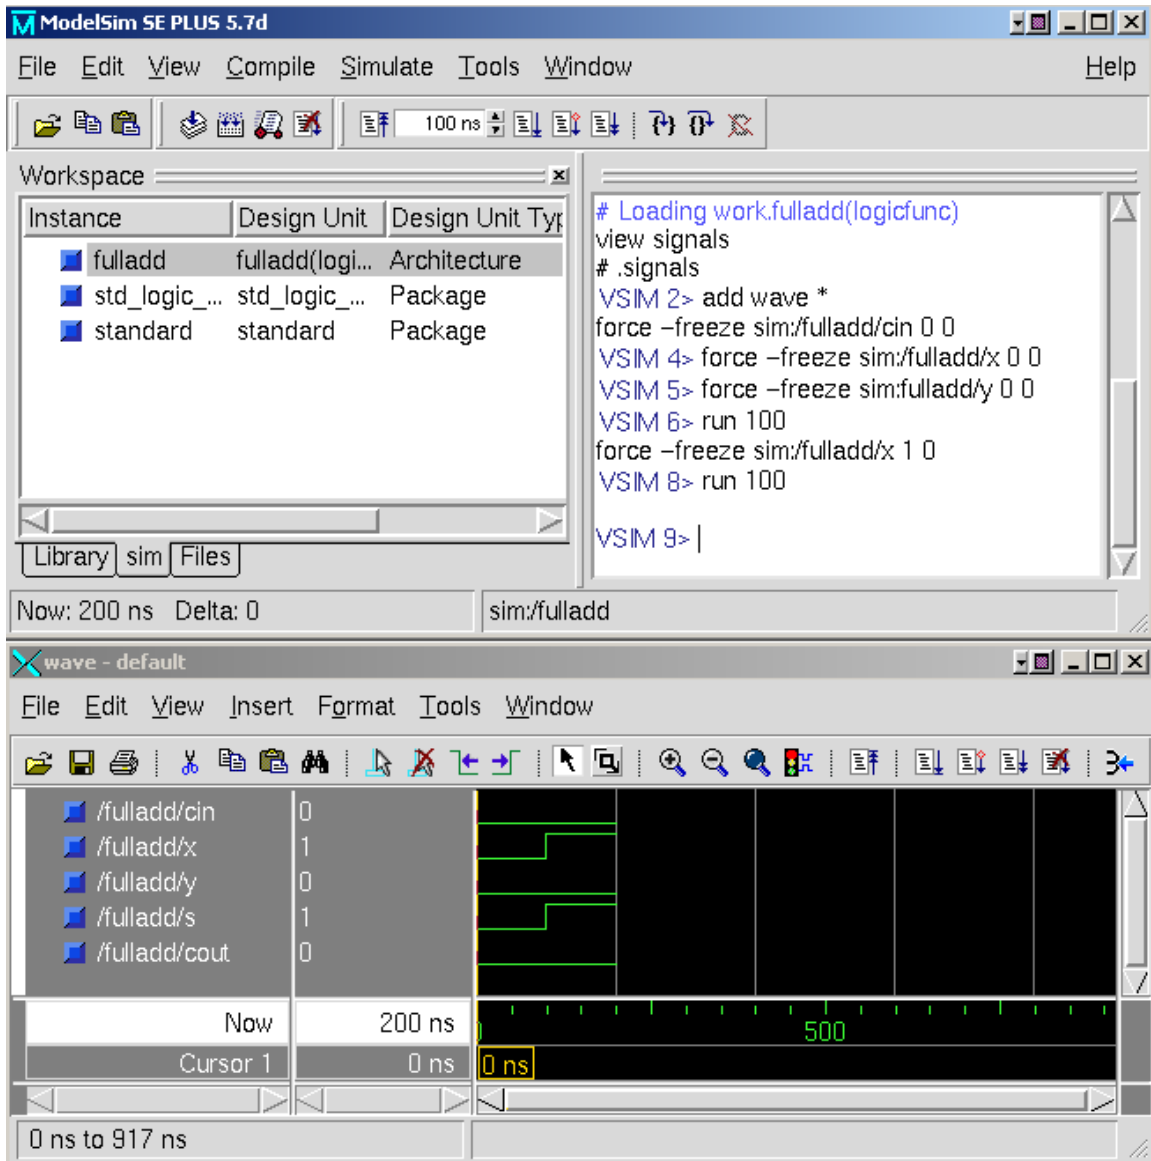 ModelSim SE PLUS 5.7d
File Edit View Compile Simulate Tools Window Help
100 ns
Workspace
Instance Design Unit Design Unit Typ
fulladd fulladd(logi... Architecture
std_logic_... std_logic_... Package
standard standard Package
Library sim Files
# Loading work.fulladd(logicfunc)
view signals
# .signals
VSIM 2> add wave *
force –freeze sim:/fulladd/cin 0 0
VSIM 4> force –freeze sim:/fulladd/x 0 0
VSIM 5> force –freeze sim:fulladd/y 0 0
VSIM 6> run 100
force –freeze sim:/fulladd/x 1 0
VSIM 8> run 100
VSIM 9>
Now: 200 ns Delta: 0 sim:/fulladd
wave - default
File Edit View Insert Format Tools Window
/fulladd/cin 0
/fulladd/x 1
/fulladd/y 0
/fulladd/s 1
/fulladd/cout 0
Now 200 ns 500
Cursor 1 0 ns 0 ns
0 ns to 917 ns